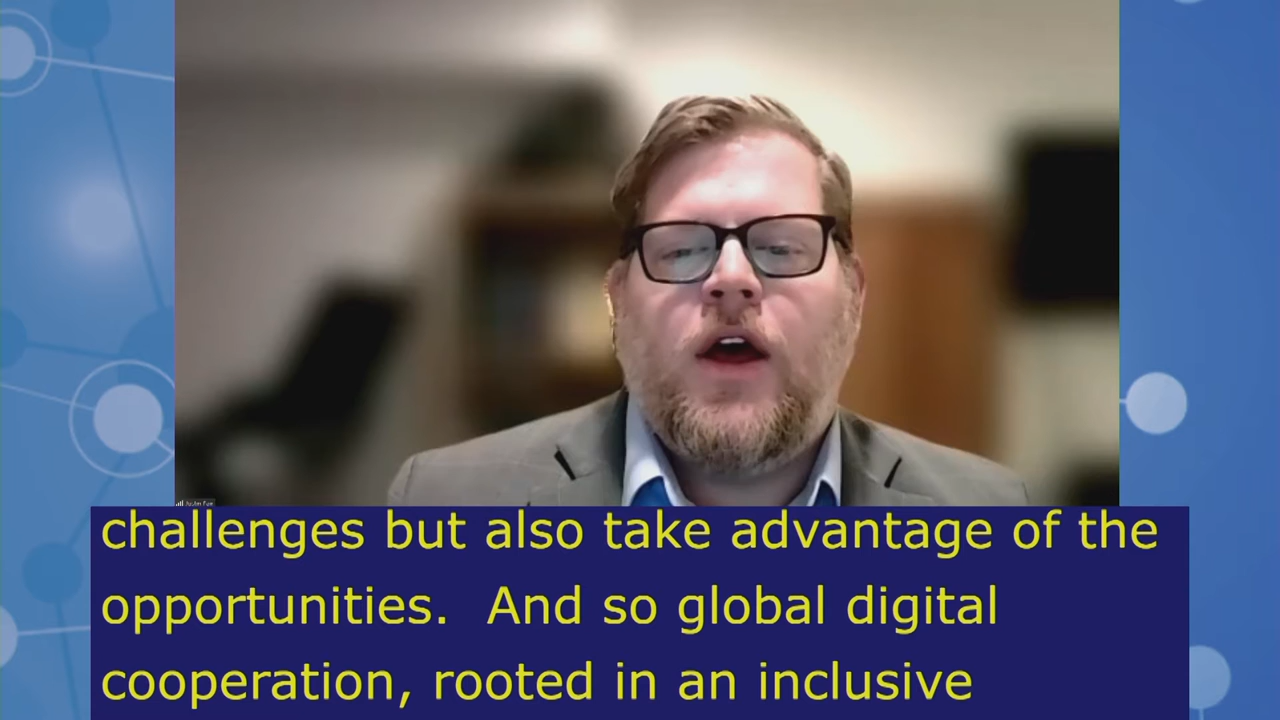 challenges but also take advantage of the
opportunities.  And so global digital
cooperation, rooted in an inclusive